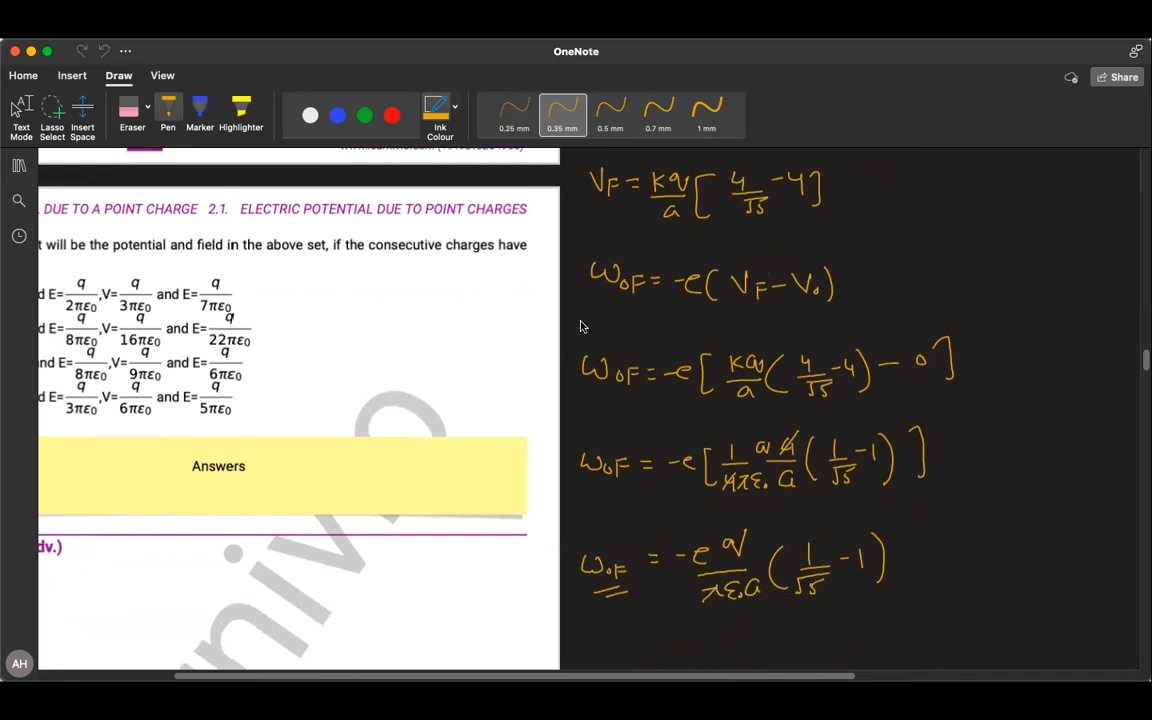 OneNote
Home Insert Draw View
Share
Text Mode
Lasso Select
Insert Space
Eraser
Pen
Marker
Highlighter
Ink Colour
0.25 mm
0.35 mm
0.5 mm
0.7 mm
1 mm
DUE TO A POINT CHARGE 2.1. ELECTRIC POTENTIAL DUE TO POINT CHARGES
t will be the potential and field in the above set, if the consecutive charges have
d E= q/2πε₀ ,V= q/3πε₀ and E= q/7πε₀
d E= q/8πε₀ ,V= q/16πε₀ and E= q/22πε₀
nd E= q/8πε₀ ,V= q/9πε₀ and E= q/6πε₀
d E= q/3πε₀ ,V= q/6πε₀ and E= q/5πε₀
Answers
dv.)
AH
V_F = Kq/a [ 4/√5 - 4 ]
W_OF = -e ( V_F - V_o )
W_OF = -e [ Kq/a ( 4/√5 - 4 ) - 0 ]
W_OF = -e [ 1/4πε₀ q4/a ( 1/√5 - 1 ) ]
W_OF = -eq/πε₀a ( 1/√5 - 1 )